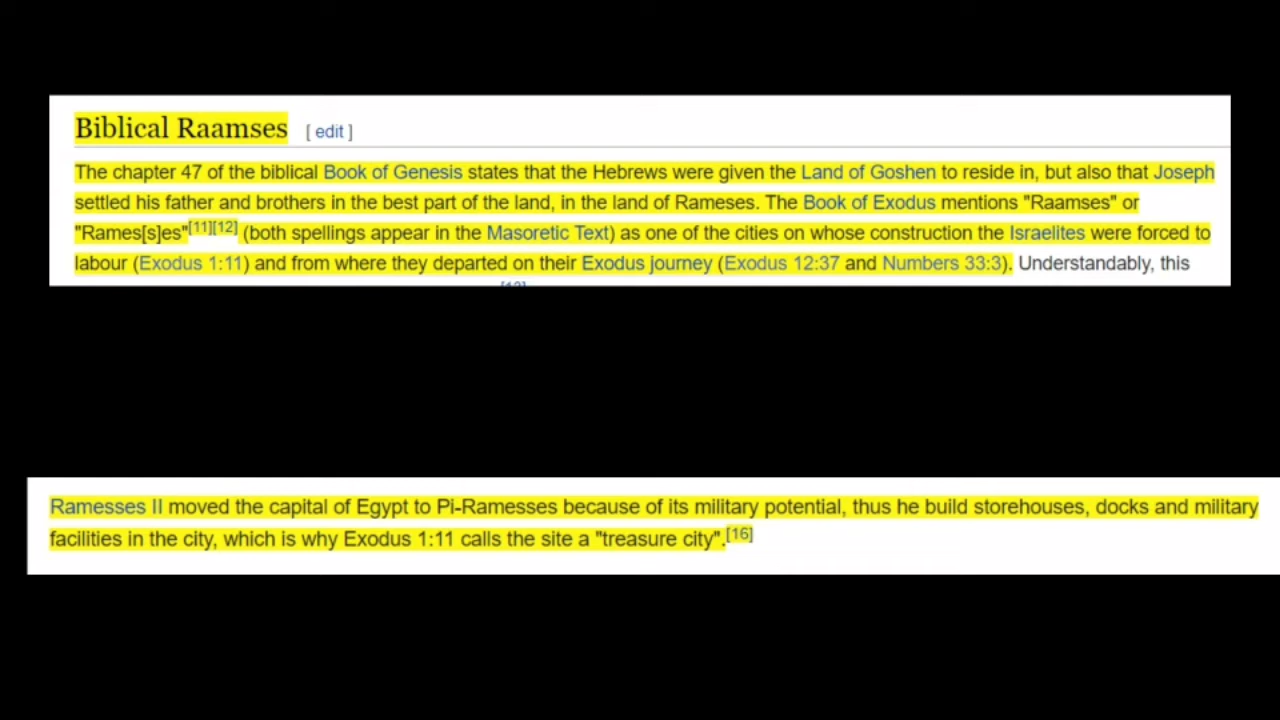 Biblical Raamses [ edit ]
The chapter 47 of the biblical Book of Genesis states that the Hebrews were given the Land of Goshen to reside in, but also that Joseph
settled his father and brothers in the best part of the land, in the land of Rameses. The Book of Exodus mentions "Raamses" or
"Rames[s]es"[11][12] (both spellings appear in the Masoretic Text) as one of the cities on whose construction the Israelites were forced to
labour (Exodus 1:11) and from where they departed on their Exodus journey (Exodus 12:37 and Numbers 33:3). Understandably, this
Ramesses II moved the capital of Egypt to Pi-Ramesses because of its military potential, thus he build storehouses, docks and military
facilities in the city, which is why Exodus 1:11 calls the site a "treasure city".[16]